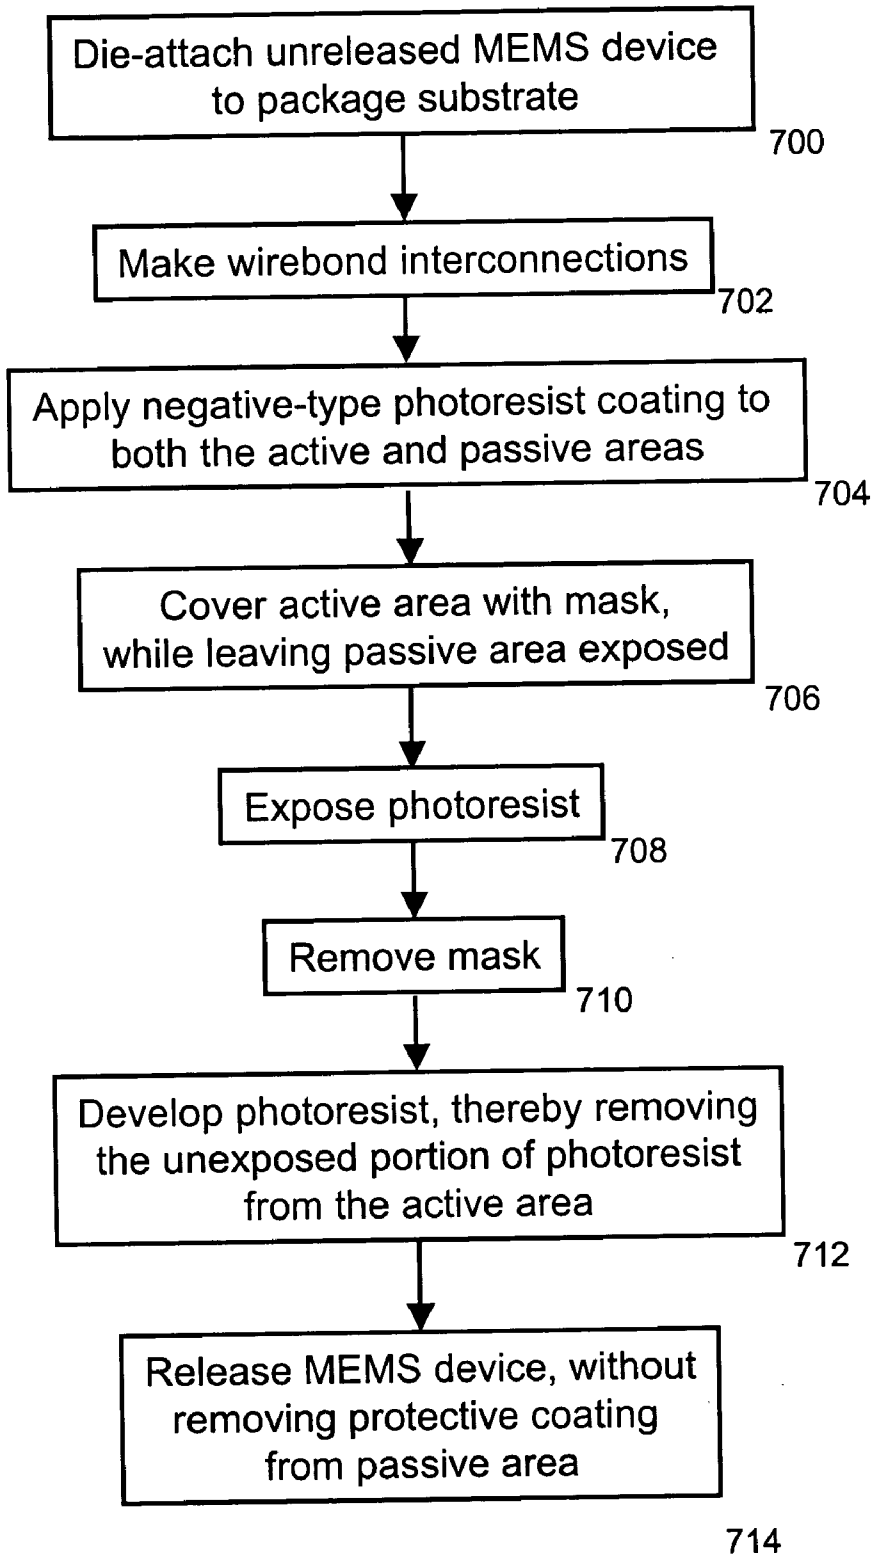 Die-attach unreleased MEMS device
to package substrate
700
Make wirebond interconnections
702
Apply negative-type photoresist coating to
both the active and passive areas
704
Cover active area with mask,
while leaving passive area exposed
706
Expose photoresist
708
Remove mask
710
Develop photoresist, thereby removing
the unexposed portion of photoresist
from the active area
712
Release MEMS device, without
removing protective coating
from passive area
714